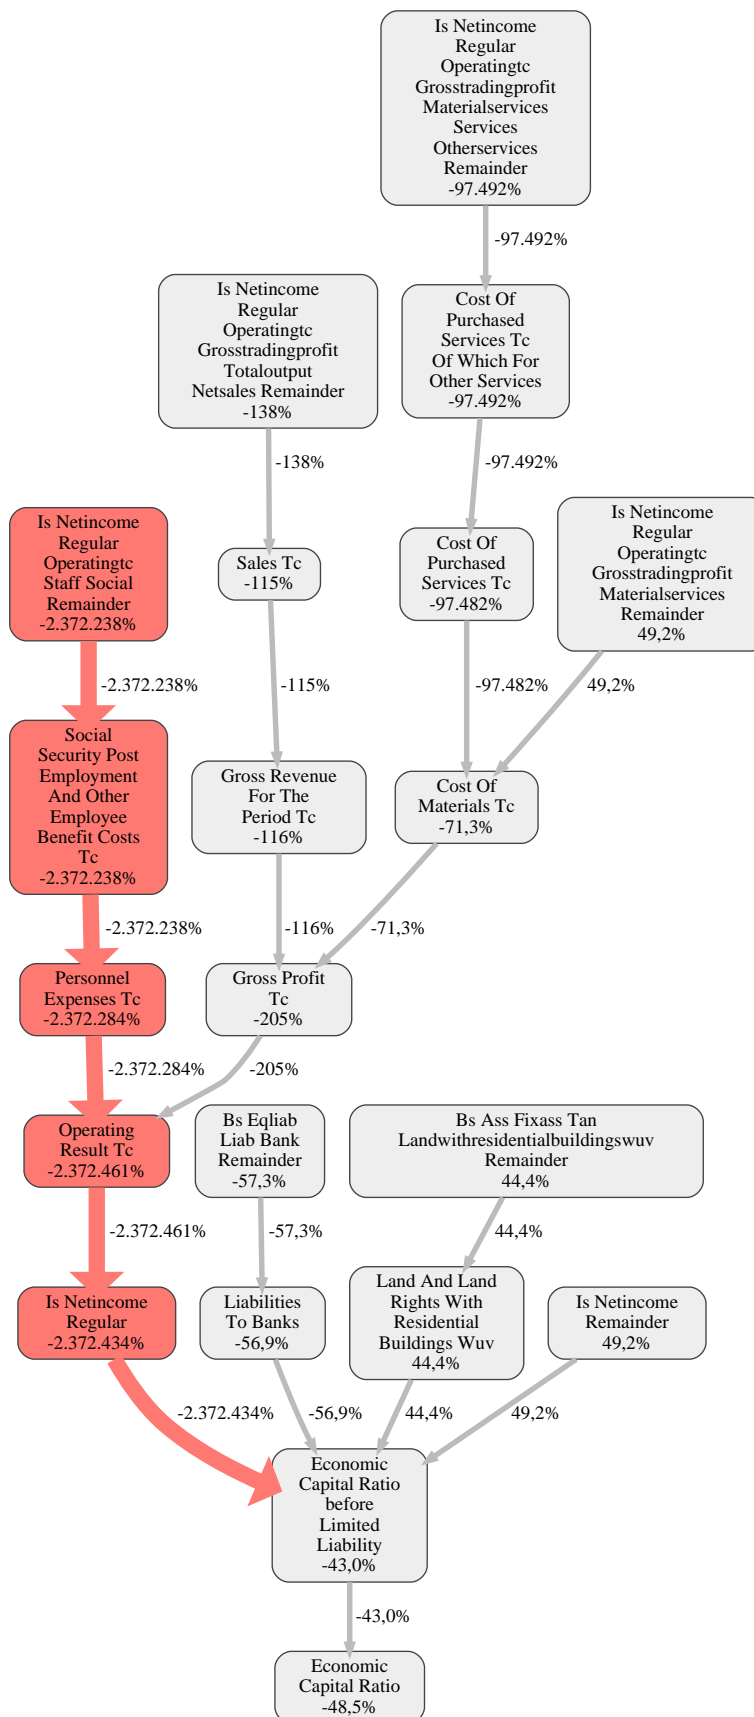 Is Netincome
Regular
Operatingtc
Grosstradingprofit
Materialservices
Services
Otherservices
Remainder
-97.492%
-97.492%
Is Netincome
Regular
Operatingtc
Grosstradingprofit
Totaloutput
Netsales Remainder
-138%
Cost Of
Purchased
Services Tc
Of Which For
Other Services
-97.492%
-138%
-97.492%
Is Netincome
Regular
Operatingtc
Staff Social
Remainder
-2.372.238%
Sales Tc
-115%
Cost Of
Purchased
Services Tc
-97.482%
Is Netincome
Regular
Operatingtc
Grosstradingprofit
Materialservices
Remainder
49,2%
-2.372.238%
-115%
-97.482%
49,2%
Social
Security Post
Employment
And Other
Employee
Benefit Costs
Tc
-2.372.238%
Gross Revenue
For The
Period Tc
-116%
Cost Of
Materials Tc
-71,3%
-2.372.238%
-116%
-71,3%
Personnel
Expenses Tc
-2.372.284%
Gross Profit
Tc
-205%
-2.372.284%
-205%
Operating
Result Tc
-2.372.461%
Bs Eqliab
Liab Bank
Remainder
-57,3%
Bs Ass Fixass Tan
Landwithresidentialbuildingswuv
Remainder
44,4%
-2.372.461%
-57,3%
44,4%
Is Netincome
Regular
-2.372.434%
Liabilities
To Banks
-56,9%
Land And Land
Rights With
Residential
Buildings Wuv
44,4%
Is Netincome
Remainder
49,2%
-2.372.434%
-56,9%
44,4%
49,2%
Economic
Capital Ratio
before
Limited
Liability
-43,0%
-43,0%
Economic
Capital Ratio
-48,5%